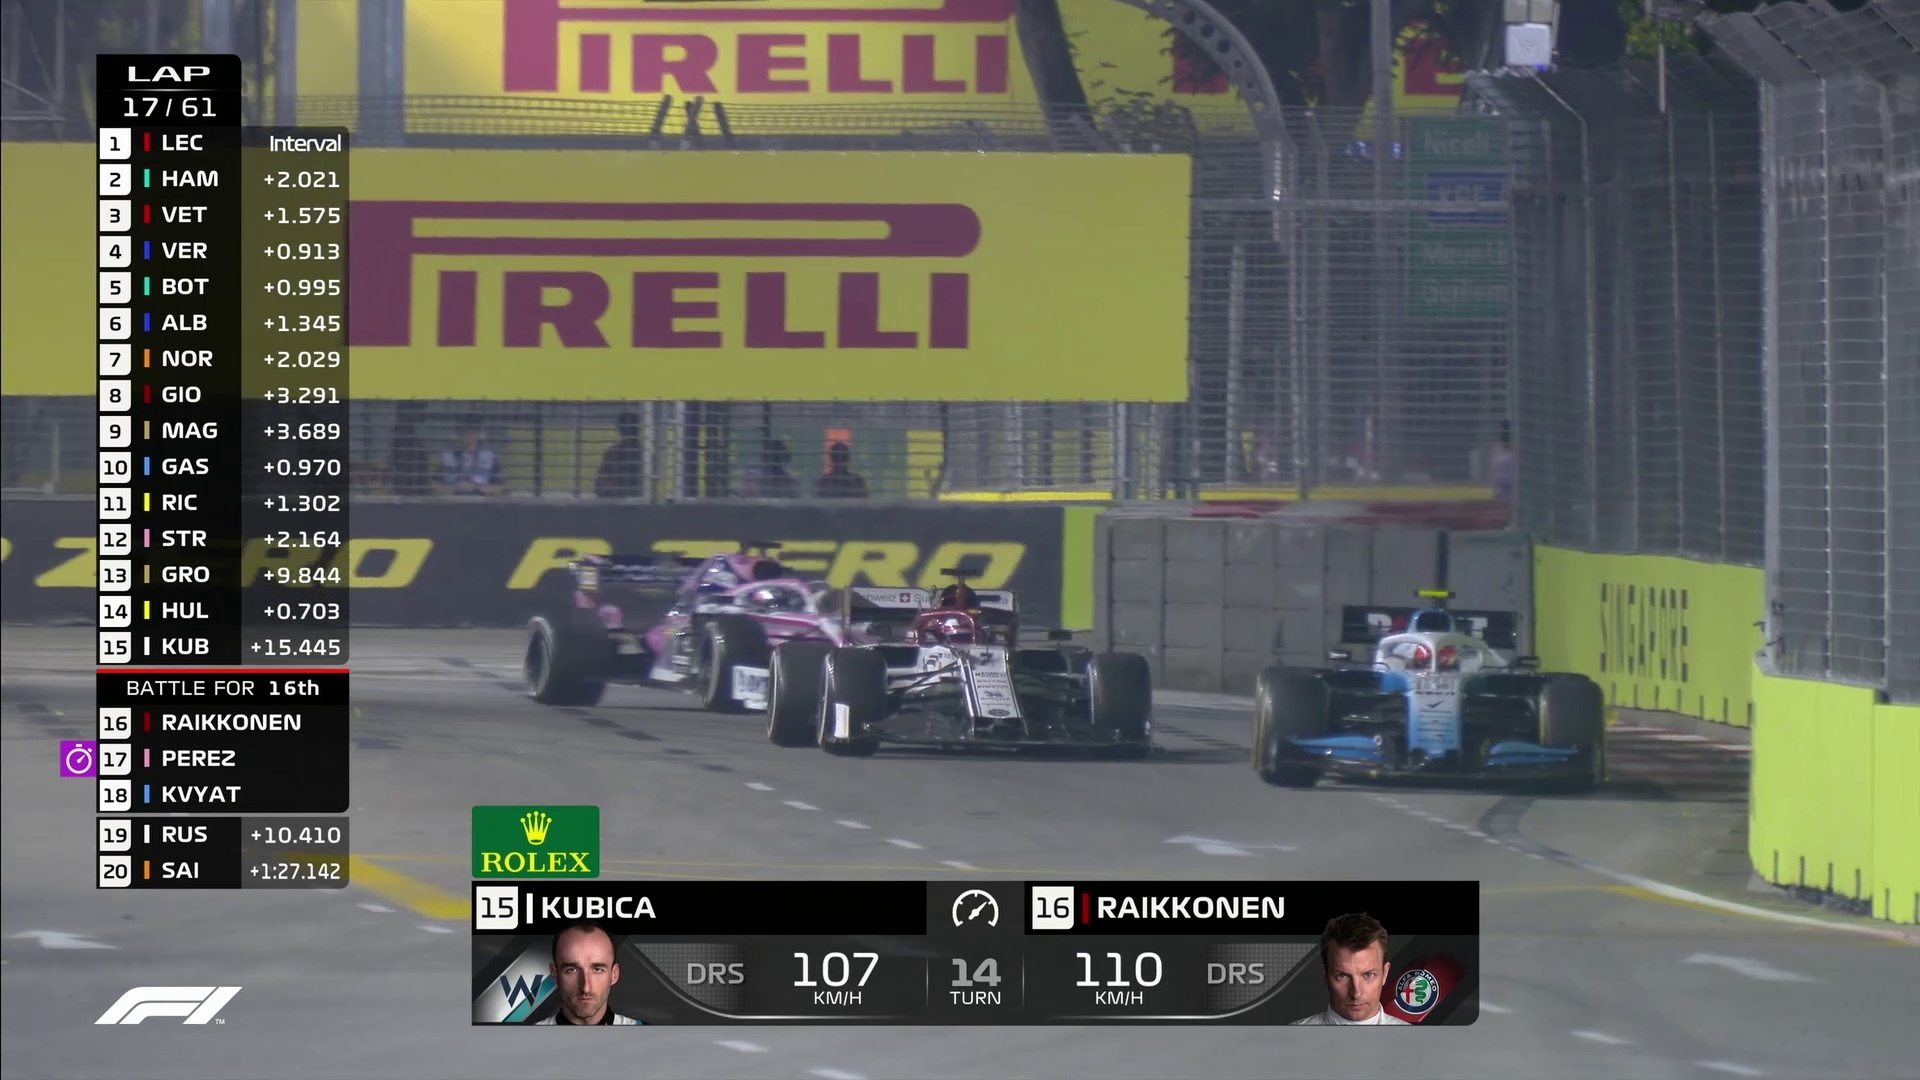 PIRELLI
LAP
17/61
1 LEC Interval
2 HAM +2.021
3 VET +1.575
4 VER +0.913
5 BOT +0.995
6 ALB +1.345
7 NOR +2.029
8 GIO +3.291
9 MAG +3.689
10 GAS +0.970
11 RIC +1.302
12 STR +2.164
13 GRO +9.844
14 HUL +0.703
15 KUB +15.445
BATTLE FOR 16th
16 RAIKKONEN
17 PEREZ
18 KVYAT
19 RUS +10.410
20 SAI +1:27.142
PIRELLI
P ZERO
SINGAPORE
ROLEX
15 KUBICA
16 RAIKKONEN
DRS 107 KM/H
14 TURN
110 KM/H DRS
ALFA ROMEO
W
F1
TM